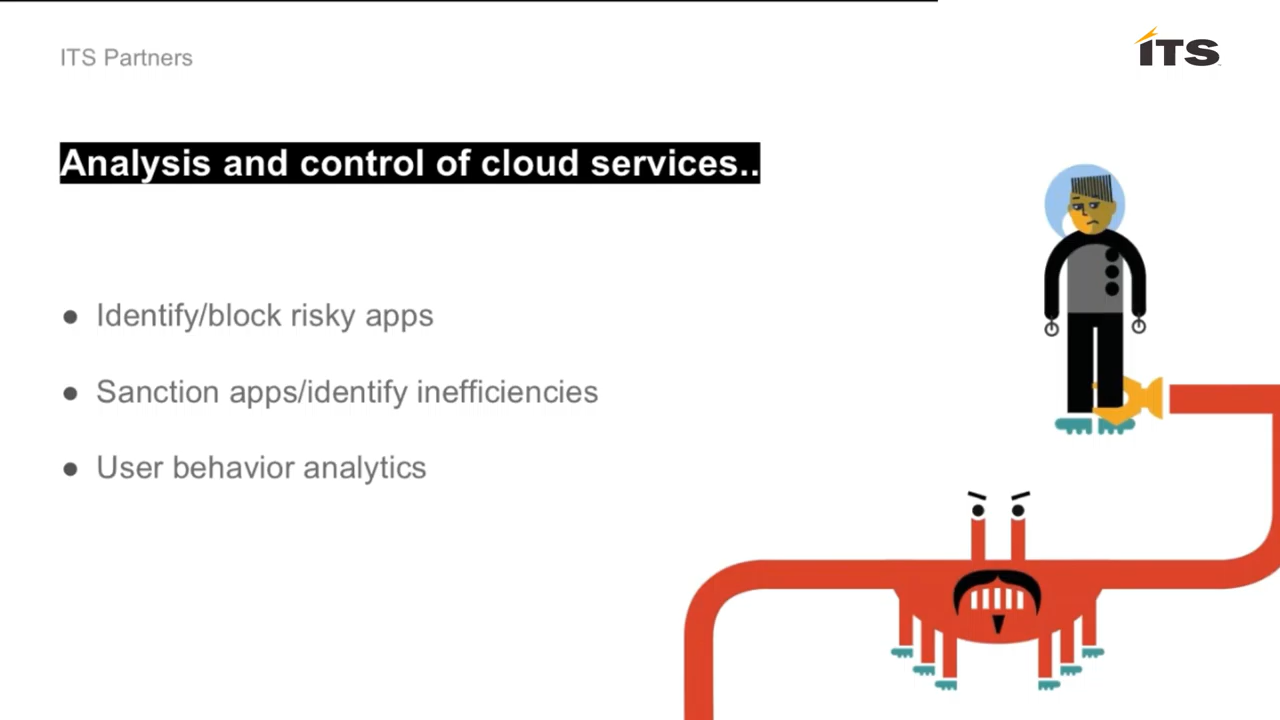 ITS Partners
ITS
Analysis and control of cloud services..
● Identify/block risky apps
● Sanction apps/identify inefficiencies
● User behavior analytics